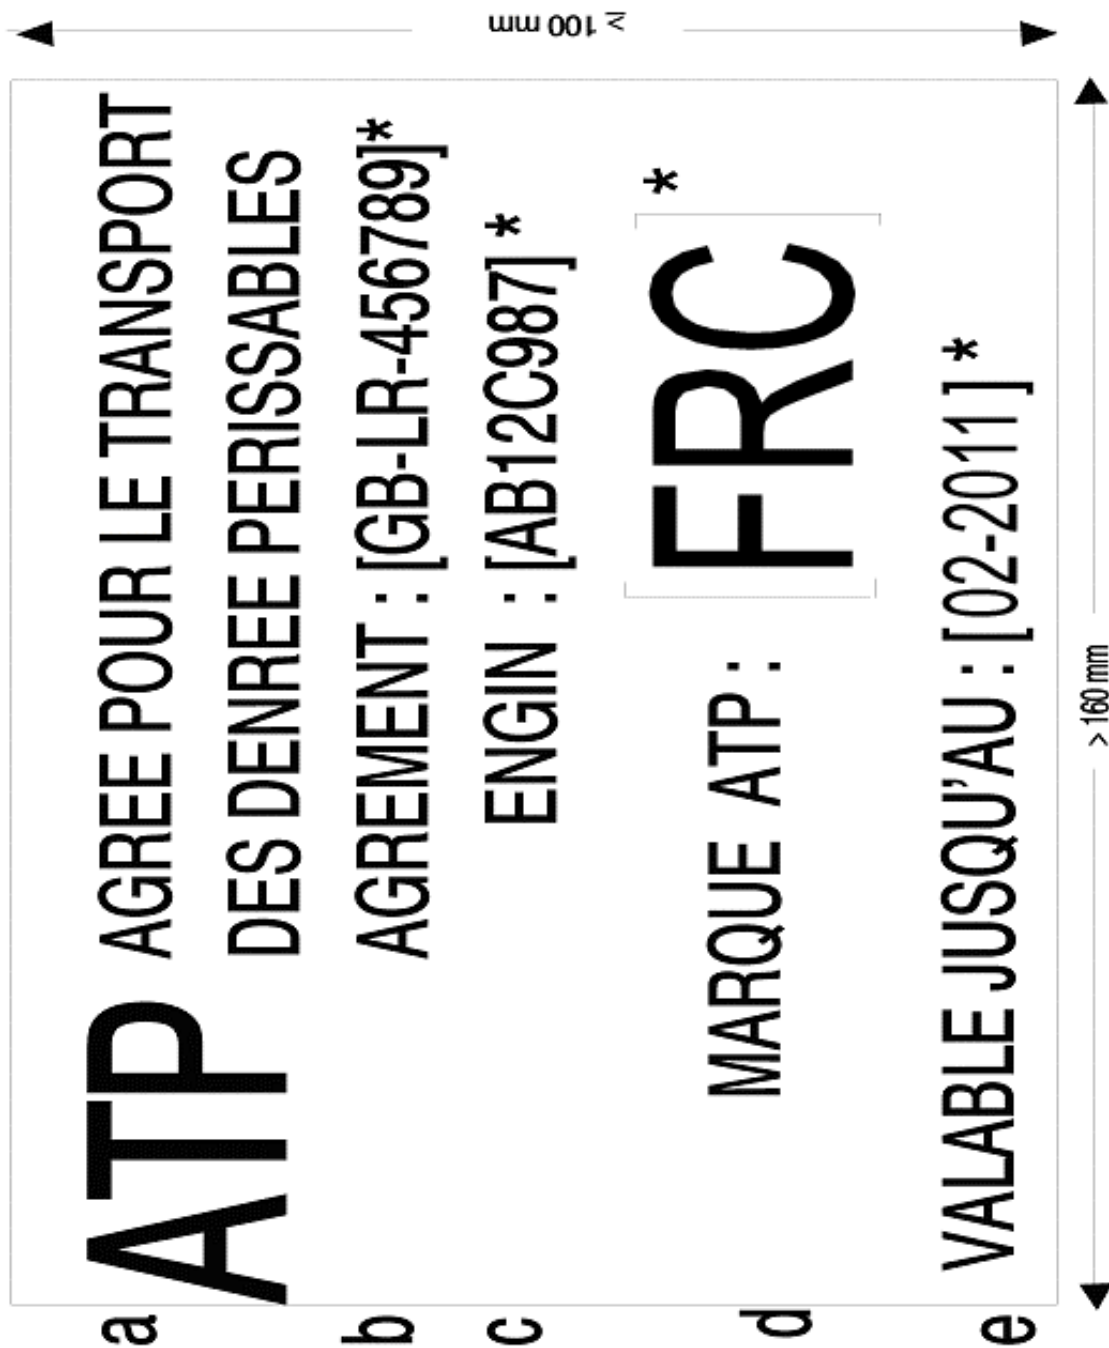 ≥ 100 mm
a ATP AGREE POUR LE TRANSPORT
DES DENREE PERISSABLES
b AGREMENT : [GB-LR-456789]*
c ENGIN : [AB12C987] *
d MARQUE ATP : [FRC] *
e VALABLE JUSQU'AU : [02-2011] *
> 160 mm